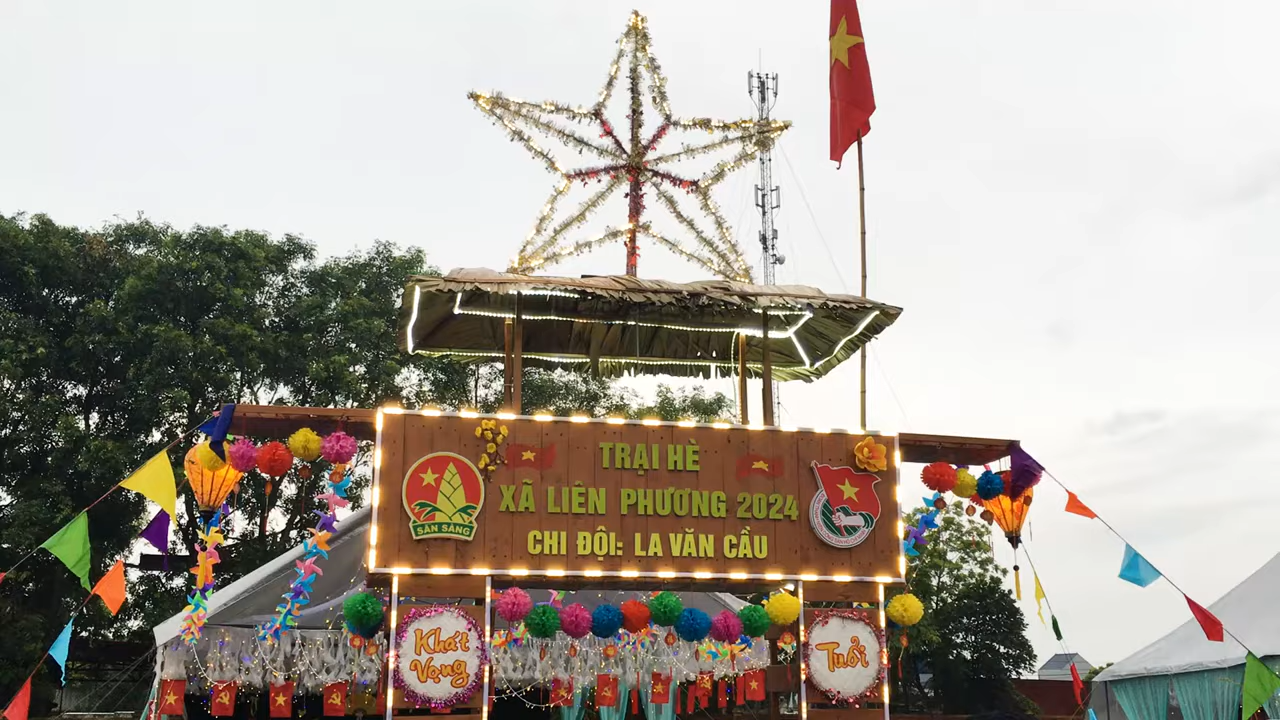 TRẠI HÈ
XÃ LIÊN PHƯƠNG 2024
CHI ĐỘI: LA VĂN CẦU
SẴN SÀNG
Khát
Vọng
Tuổi